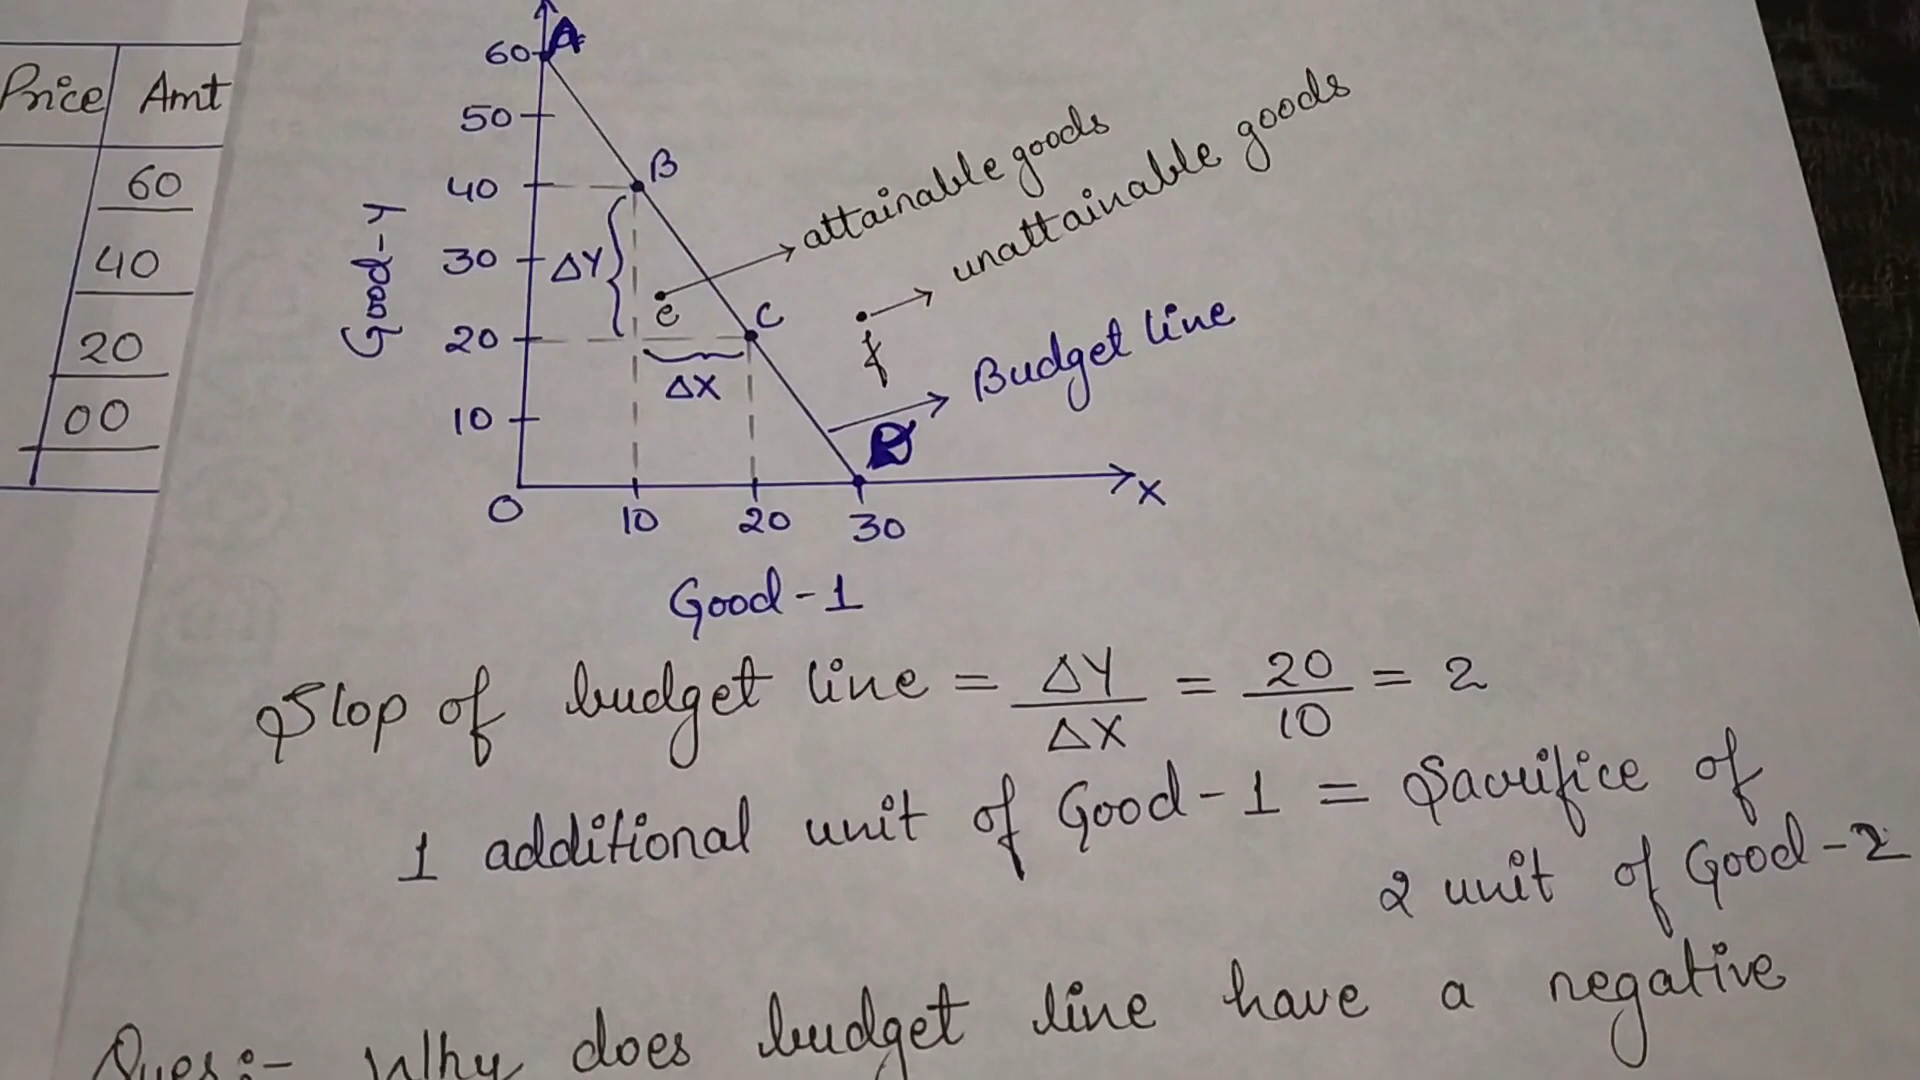 Price Amt
60
40
20
00
60 A
50
40 B
30 ΔY
20 C
10
e
ΔX
f
D
attainable goods
unattainable goods
Budget line
Good-Y
O 10 20 30 X
Good-1
Slop of budget line = ΔY/ΔX = 20/10 = 2
1 additional unit of Good-1 = Sacrifice of
2 unit of Good-2
Ques:- Why does budget line have a negative